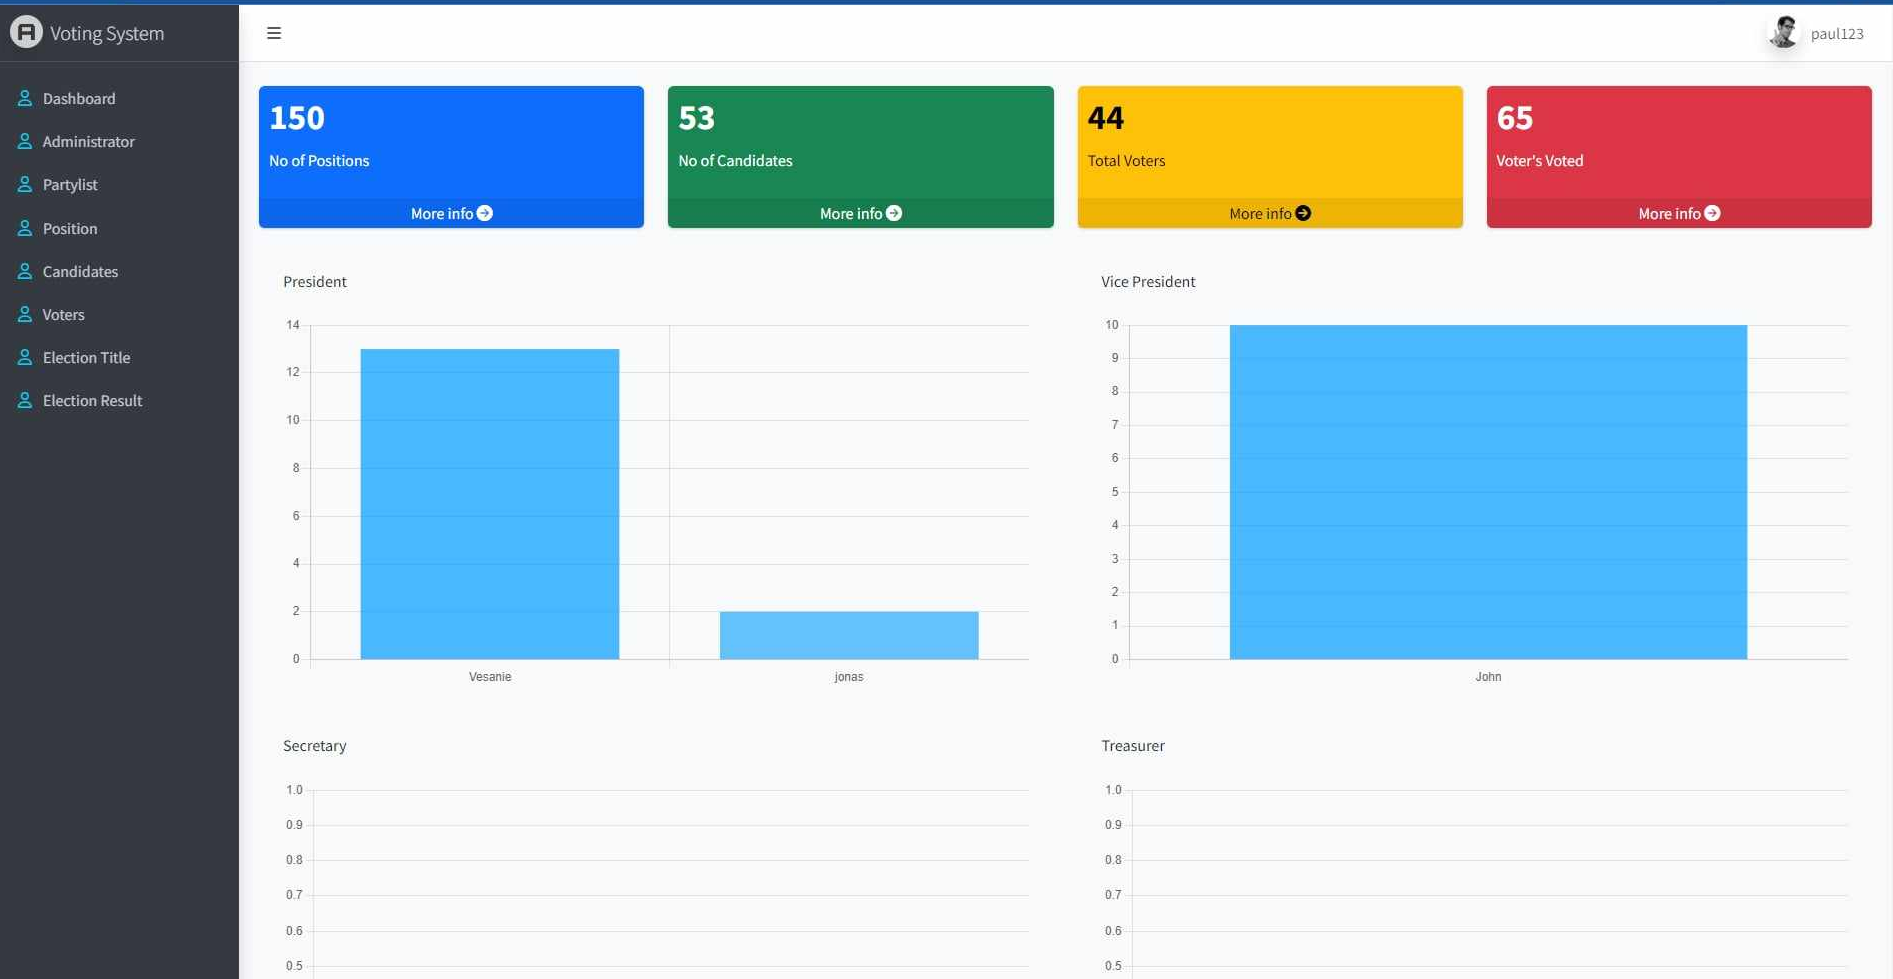 Voting System
paul123
Dashboard
Administrator
Partylist
Position
Candidates
Voters
Election Title
Election Result
150
No of Positions
More info
53
No of Candidates
More info
44
Total Voters
More info
65
Voter's Voted
More info
President
14
12
10
8
6
4
2
0
Vesanie jonas
Vice President
10
9
8
7
6
5
4
3
2
1
0
John
Secretary
1.0
0.9
0.8
0.7
0.6
0.5
Treasurer
1.0
0.9
0.8
0.7
0.6
0.5